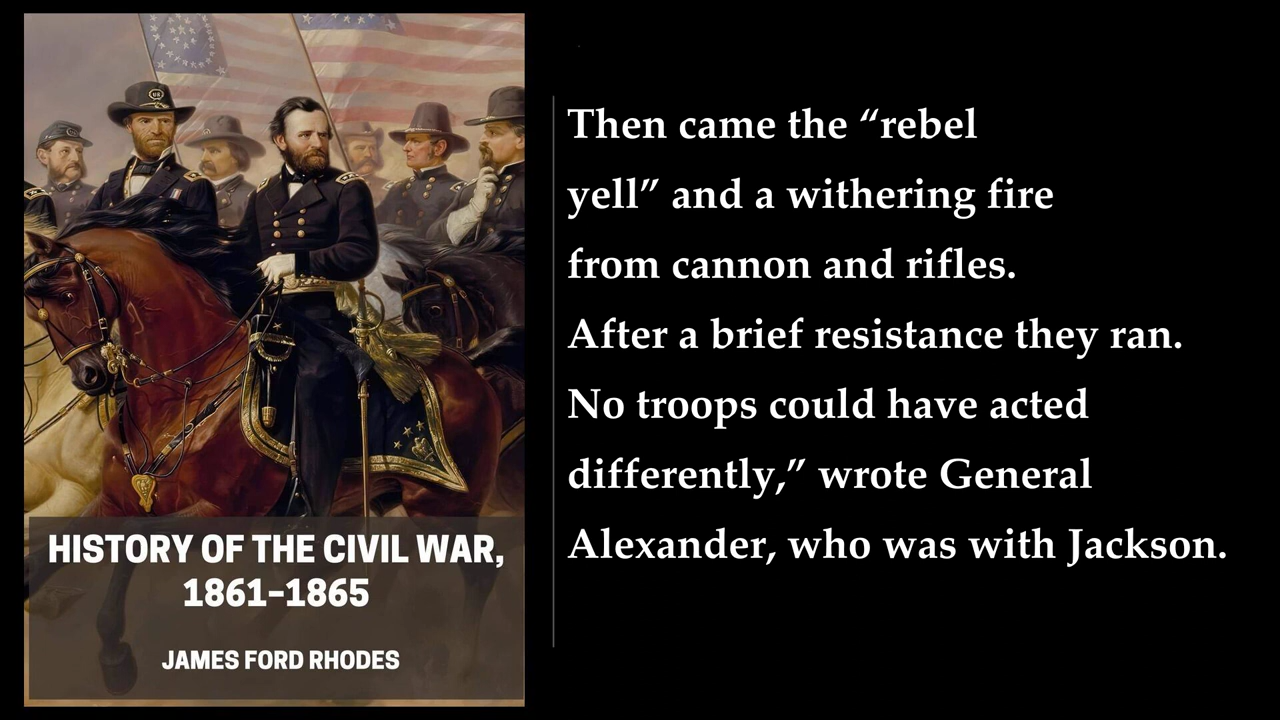 HISTORY OF THE CIVIL WAR,
1861–1865
JAMES FORD RHODES
Then came the “rebel
yell” and a withering fire
from cannon and rifles.
After a brief resistance they ran.
No troops could have acted
differently,” wrote General
Alexander, who was with Jackson.